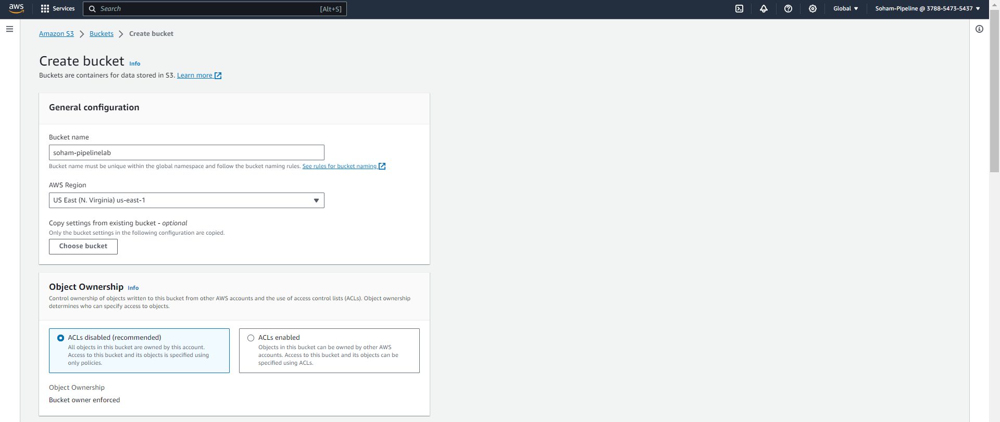 aws Services Search [Alt+S] Global Soham-Pipeline @ 3788-5473-5437
Amazon S3 Buckets Create bucket
Create bucket Info
Buckets are containers for data stored in S3. Learn more
General configuration
Bucket name
soham-pipelinelab
Bucket name must be unique within the global namespace and follow the bucket naming rules. See rules for bucket naming
AWS Region
US East (N. Virginia) us-east-1
Copy settings from existing bucket - optional
Only the bucket settings in the following configuration are copied.
Choose bucket
Object Ownership Info
Control ownership of objects written to this bucket from other AWS accounts and the use of access control lists (ACLs). Object ownership
determines who can specify access to objects.
ACLs disabled (recommended)
All objects in this bucket are owned by this account.
Access to this bucket and its objects is specified using
only policies.
ACLs enabled
Objects in this bucket can be owned by other AWS
accounts. Access to this bucket and its objects can be
specified using ACLs.
Object Ownership
Bucket owner enforced